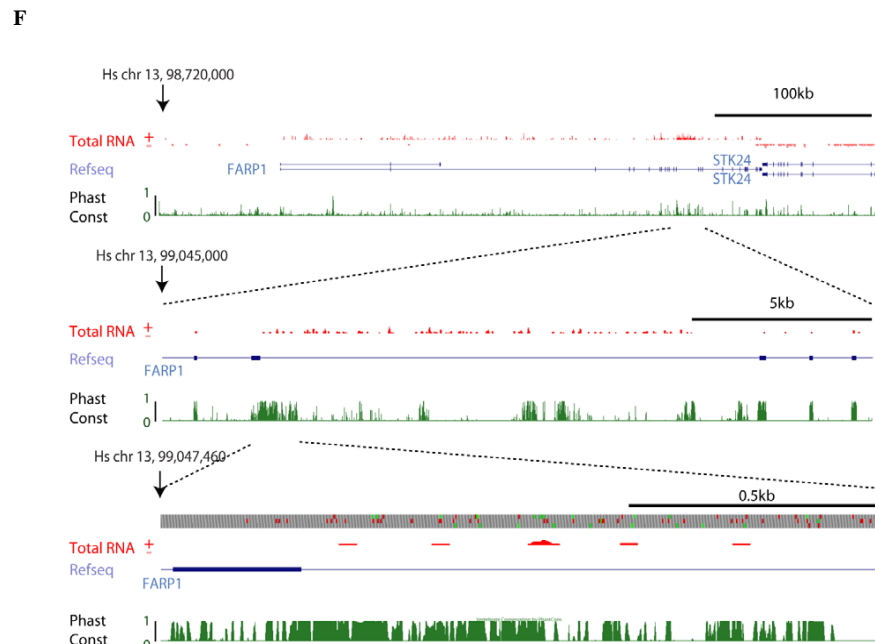 F
Hs chr 13, 98,720,000
100kb
Total RNA +
-
STK24
Refseq FARP1
STK24
Phast 1
Const 0
Hs chr 13, 99,045,000
5kb
Total RNA +
-
Refseq
FARP1
Phast 1
Const 0
Hs chr 13, 99,047,460
0.5kb
Total RNA +
-
Refseq
FARP1
Phast 1
Const 0